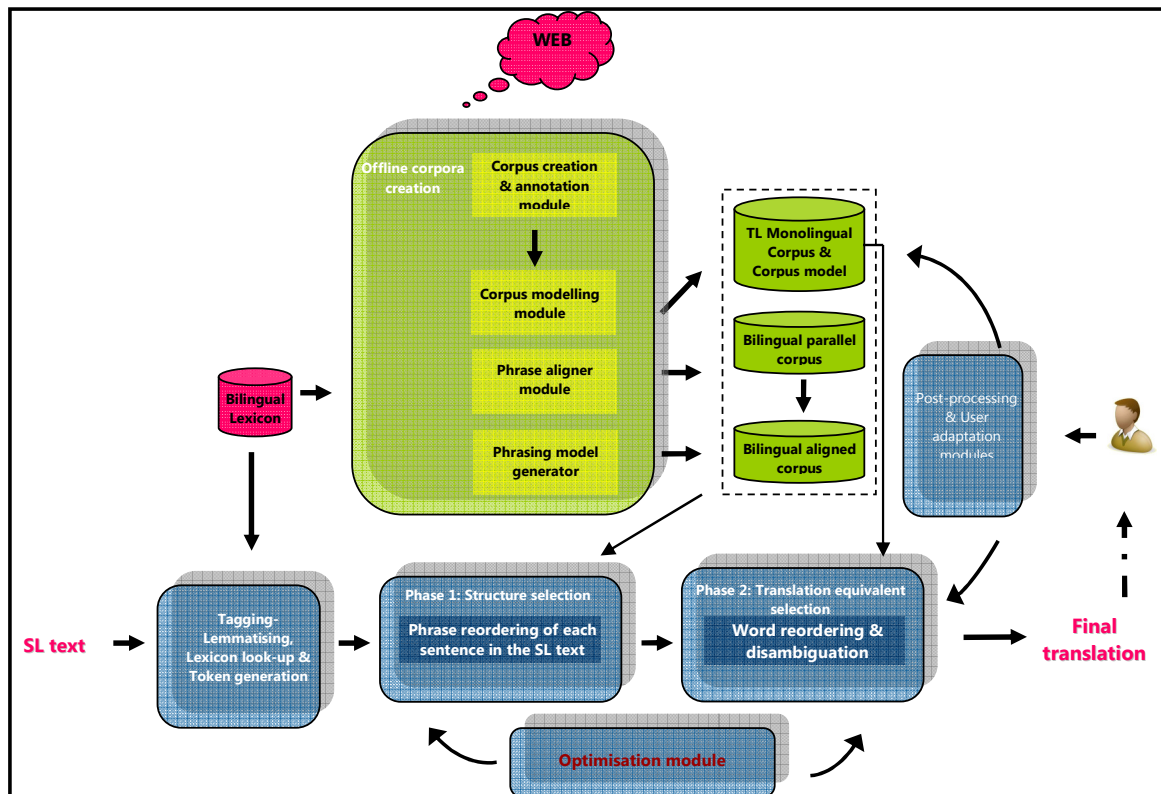 WEB
Offline corpora
creation
Corpus creation
& annotation
module
Corpus modelling
module
Phrase aligner
module
Phrasing model
generator
TL Monolingual
Corpus &
Corpus model
Bilingual parallel
corpus
Bilingual aligned
corpus
Bilingual
Lexicon
Post-processing
& User
adaptation
modules
SL text
Tagging-
Lemmatising,
Lexicon look-up &
Token generation
Phase 1: Structure selection
Phrase reordering of each
sentence in the SL text
Phase 2: Translation equivalent
selection
Word reordering &
disambiguation
Final
translation
Optimisation module